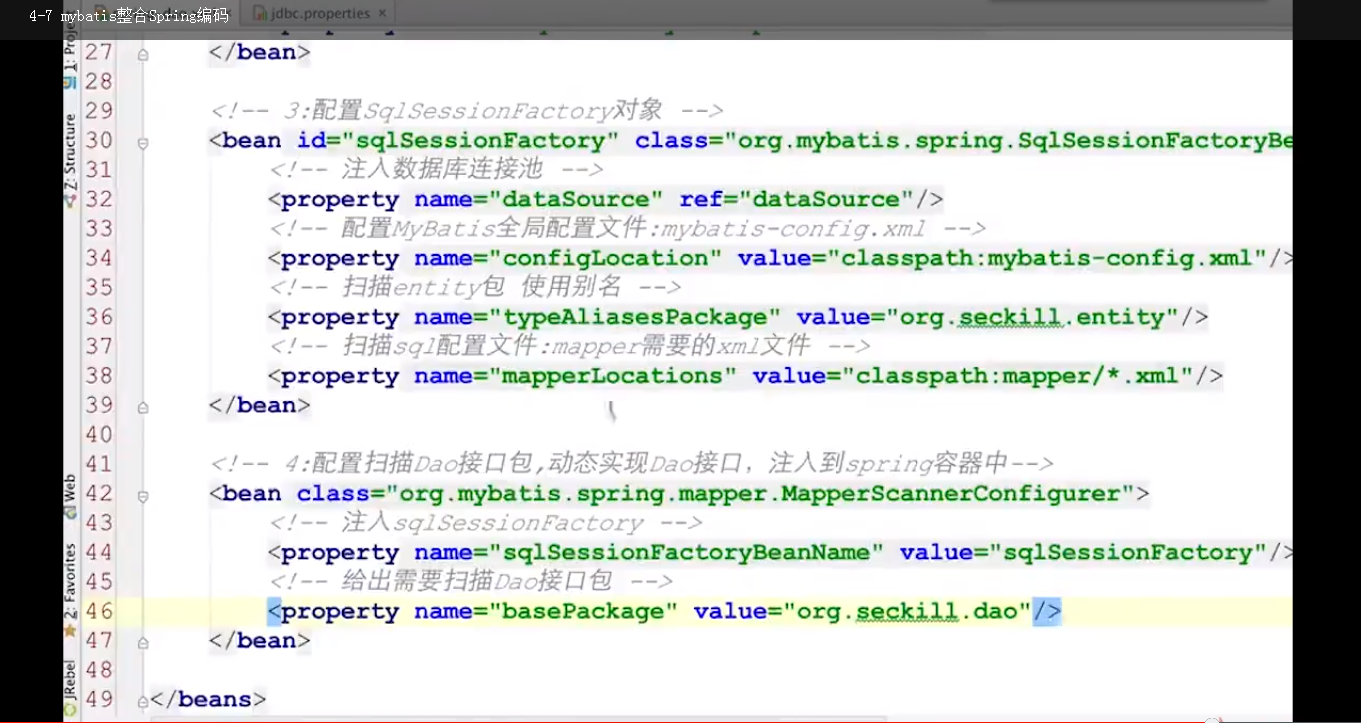 4-7 mybatis整合Spring编码
jdbc.properties ×
1: Proje
Z: Structure
Web
2: Favorites
JRebel
27 </bean>
28
29 <!-- 3:配置SqlSessionFactory对象 -->
30 <bean id="sqlSessionFactory" class="org.mybatis.spring.SqlSessionFactoryBe
31 <!-- 注入数据库连接池 -->
32 <property name="dataSource" ref="dataSource"/>
33 <!-- 配置MyBatis全局配置文件:mybatis-config.xml -->
34 <property name="configLocation" value="classpath:mybatis-config.xml"/>
35 <!-- 扫描entity包 使用别名 -->
36 <property name="typeAliasesPackage" value="org.seckill.entity"/>
37 <!-- 扫描sql配置文件:mapper需要的xml文件 -->
38 <property name="mapperLocations" value="classpath:mapper/*.xml"/>
39 </bean>
40
41 <!-- 4:配置扫描Dao接口包,动态实现Dao接口，注入到spring容器中-->
42 <bean class="org.mybatis.spring.mapper.MapperScannerConfigurer">
43 <!-- 注入sqlSessionFactory -->
44 <property name="sqlSessionFactoryBeanName" value="sqlSessionFactory"/>
45 <!-- 给出需要扫描Dao接口包 -->
46 <property name="basePackage" value="org.seckill.dao"/>
47 </bean>
48
49 </beans>